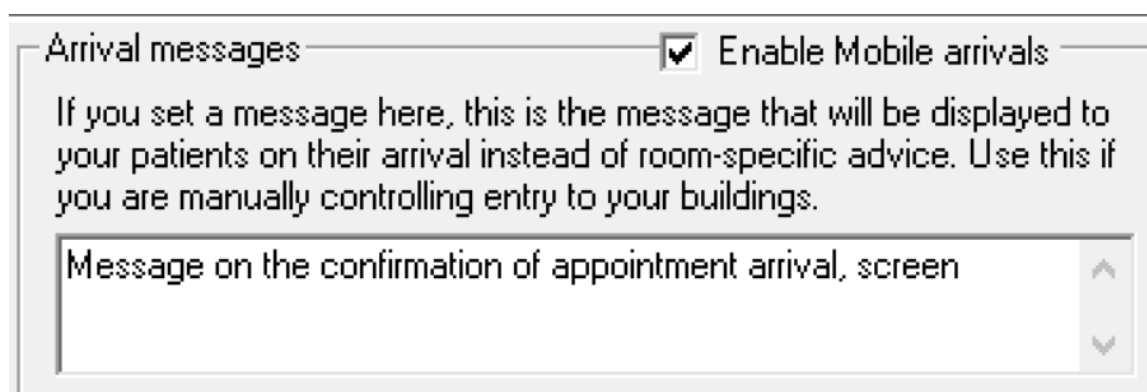 Arrival messages Enable Mobile arrivals
If you set a message here, this is the message that will be displayed to
your patients on their arrival instead of room-specific advice. Use this if
you are manually controlling entry to your buildings.
Message on the confirmation of appointment arrival, screen